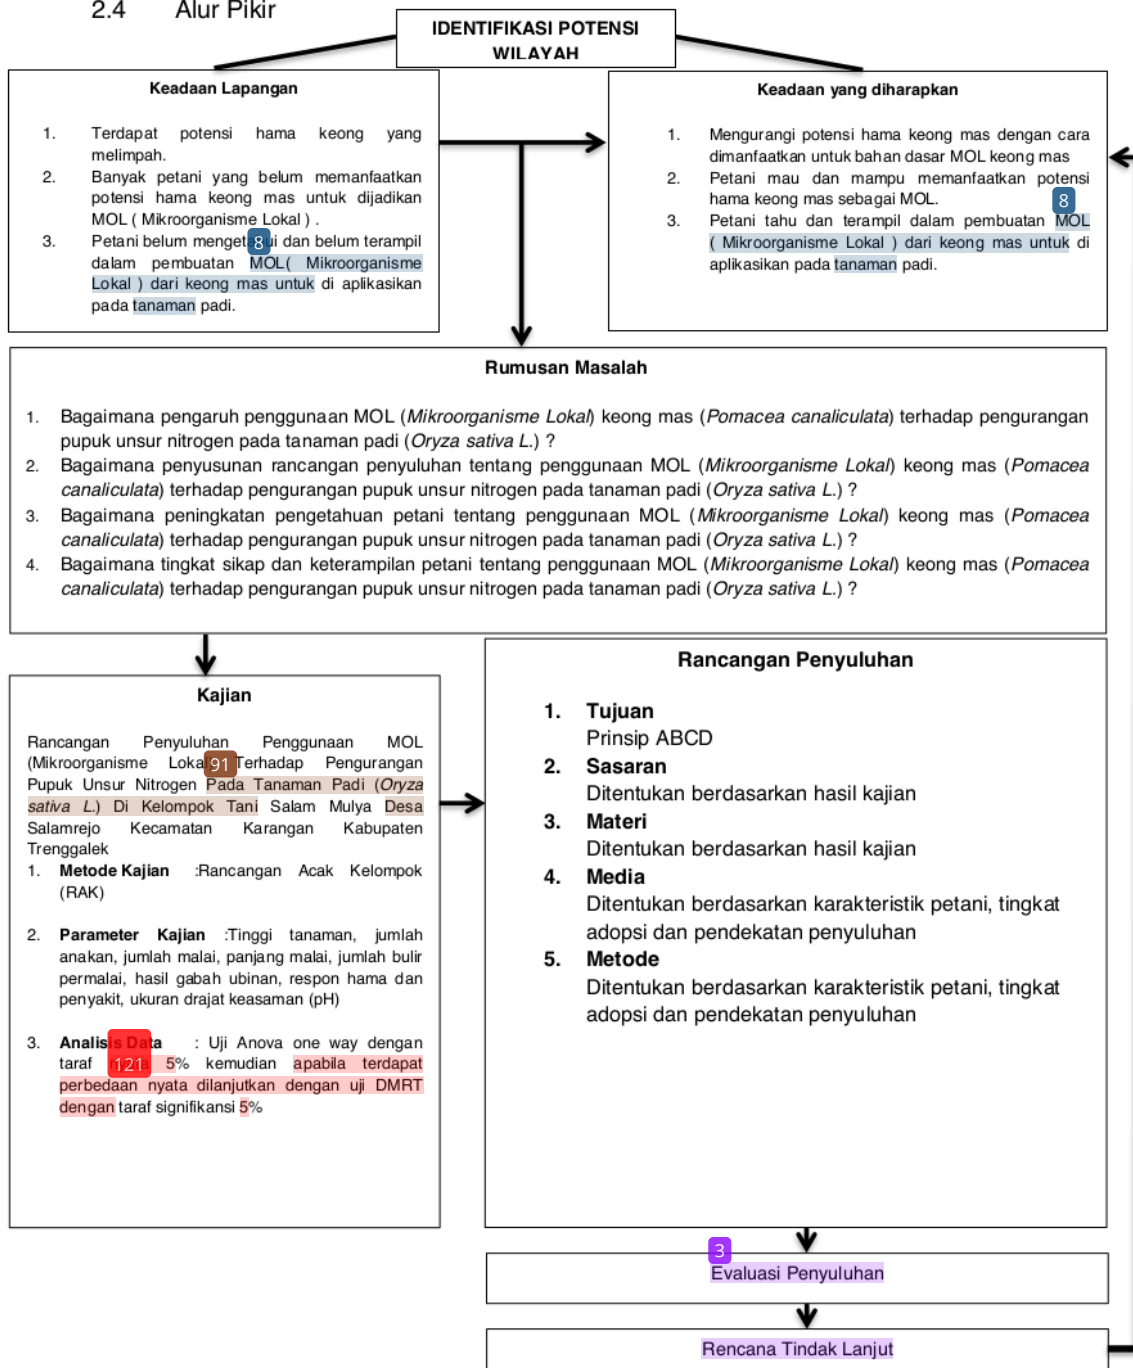 2.4 Alur Pikir
IDENTIFIKASI POTENSI
WILAYAH
Keadaan Lapangan
1. Terdapat potensi hama keong yang
melimpah.
2. Banyak petani yang belum memanfaatkan
potensi hama keong mas untuk dijadikan
MOL ( Mikroorganisme Lokal ) .
3. Petani belum mengetahui dan belum terampil
8
dalam pembuatan MOL( Mikroorganisme
Lokal ) dari keong mas untuk di aplikasikan
pada tanaman padi.
Keadaan yang diharapkan
1. Mengurangi potensi hama keong mas dengan cara
dimanfaatkan untuk bahan dasar MOL keong mas
2. Petani mau dan mampu memanfaatkan potensi
hama keong mas sebagai MOL.
8
3. Petani tahu dan terampil dalam pembuatan MOL
( Mikroorganisme Lokal ) dari keong mas untuk di
aplikasikan pada tanaman padi.
Rumusan Masalah
1. Bagaimana pengaruh penggunaan MOL (Mikroorganisme Lokal) keong mas (Pomacea canaliculata) terhadap pengurangan
pupuk unsur nitrogen pada tanaman padi (Oryza sativa L.) ?
2. Bagaimana penyusunan rancangan penyuluhan tentang penggunaan MOL (Mikroorganisme Lokal) keong mas (Pomacea
canaliculata) terhadap pengurangan pupuk unsur nitrogen pada tanaman padi (Oryza sativa L.) ?
3. Bagaimana peningkatan pengetahuan petani tentang penggunaan MOL (Mikroorganisme Lokal) keong mas (Pomacea
canaliculata) terhadap pengurangan pupuk unsur nitrogen pada tanaman padi (Oryza sativa L.) ?
4. Bagaimana tingkat sikap dan keterampilan petani tentang penggunaan MOL (Mikroorganisme Lokal) keong mas (Pomacea
canaliculata) terhadap pengurangan pupuk unsur nitrogen pada tanaman padi (Oryza sativa L.) ?
Kajian
Rancangan Penyuluhan Penggunaan MOL
(Mikroorganisme Lokal Terhadap Pengurangan
91
Pupuk Unsur Nitrogen Pada Tanaman Padi (Oryza
sativa L.) Di Kelompok Tani Salam Mulya Desa
Salamrejo Kecamatan Karangan Kabupaten
Trenggalek
1. Metode Kajian :Rancangan Acak Kelompok
(RAK)
2. Parameter Kajian :Tinggi tanaman, jumlah
anakan, jumlah malai, panjang malai, jumlah bulir
permalai, hasil gabah ubinan, respon hama dan
penyakit, ukuran drajat keasaman (pH)
3. Analisis Data : Uji Anova one way dengan
121
taraf nyata 5% kemudian apabila terdapat
perbedaan nyata dilanjutkan dengan uji DMRT
dengan taraf signifikansi 5%
Rancangan Penyuluhan
1. Tujuan
Prinsip ABCD
2. Sasaran
Ditentukan berdasarkan hasil kajian
3. Materi
Ditentukan berdasarkan hasil kajian
4. Media
Ditentukan berdasarkan karakteristik petani, tingkat
adopsi dan pendekatan penyuluhan
5. Metode
Ditentukan berdasarkan karakteristik petani, tingkat
adopsi dan pendekatan penyuluhan
3
Evaluasi Penyuluhan
Rencana Tindak Lanjut